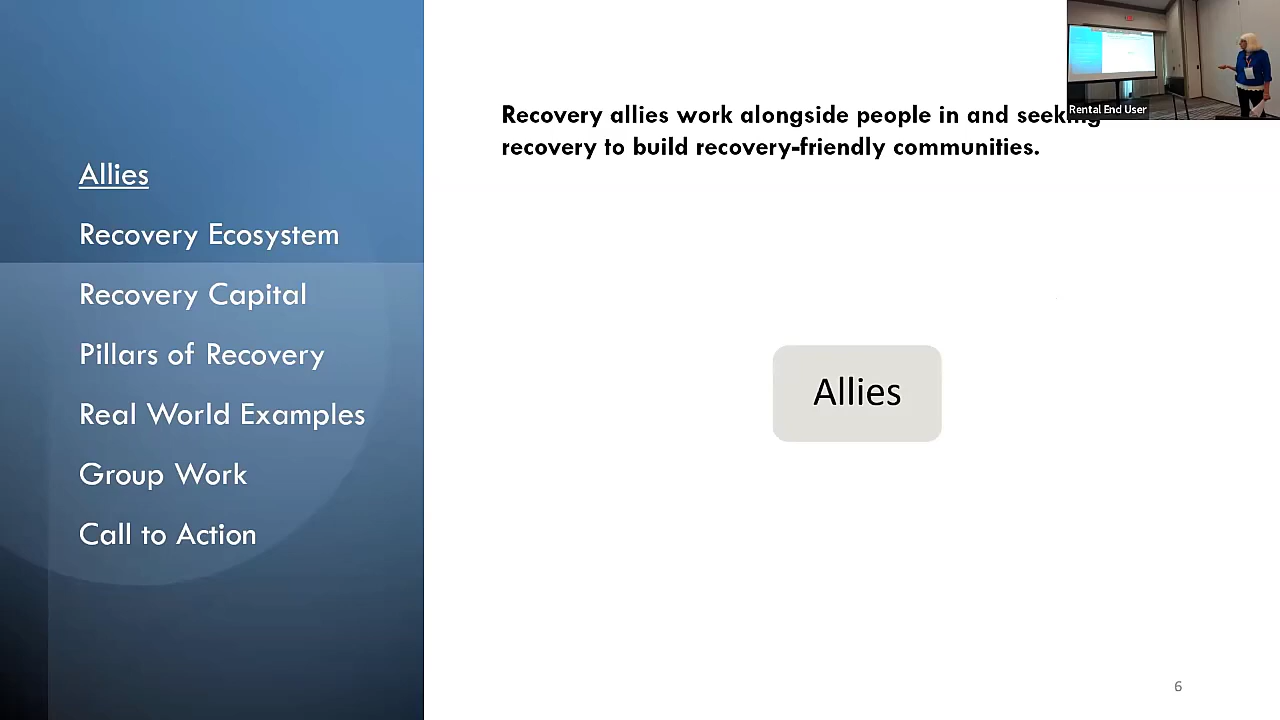 Allies
Recovery Ecosystem
Recovery Capital
Pillars of Recovery
Real World Examples
Group Work
Call to Action
Recovery allies work alongside people in and seeking
recovery to build recovery-friendly communities.
Allies
6
Rental End User